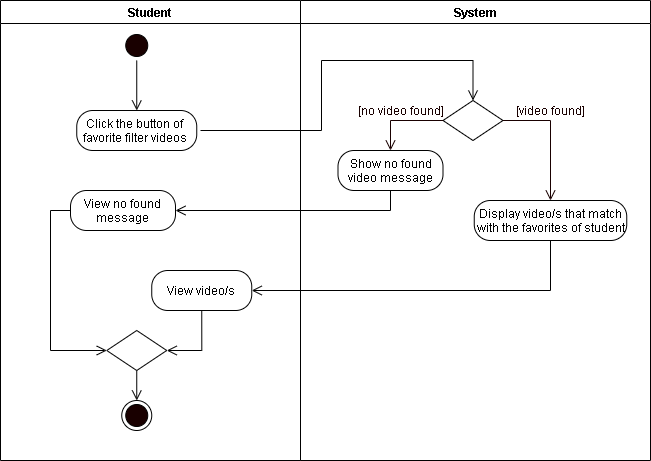 Student
System
Click the button of
favorite filter videos
[no video found]
[video found]
Show no found
video message
View no found
message
Display video/s that match
with the favorites of student
View video/s